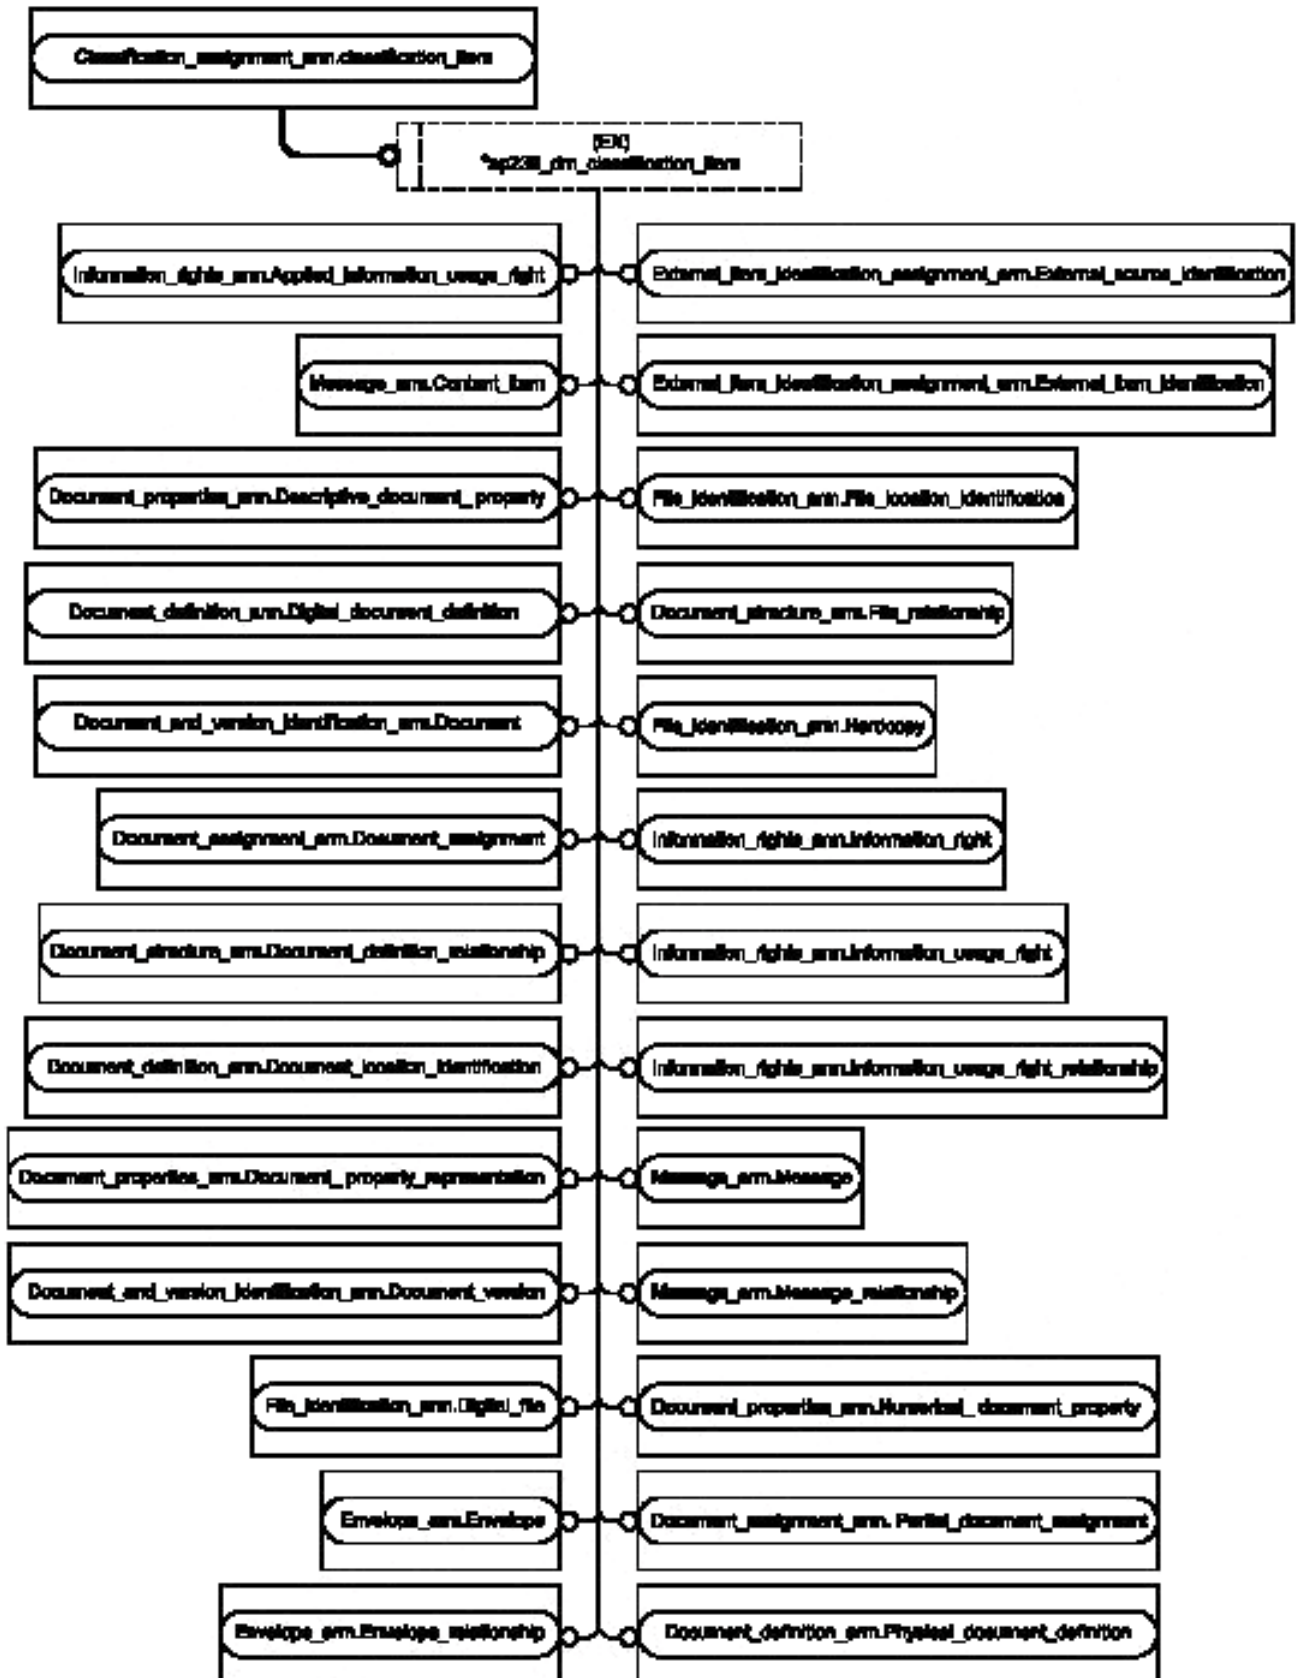 Classification_assignment_arm.classification_item
(EX)
*ap239_dm_classification_item
Information_rights_arm.Applied_information_usage_right
External_item_identification_assignment_arm.External_source_identification
Message_arm.Content_item
External_item_identification_assignment_arm.External_item_identification
Document_properties_arm.Descriptive_document_property
File_identification_arm.File_location_identification
Document_definition_arm.Digital_document_definition
Document_structure_arm.File_relationship
Document_and_version_identification_arm.Document
File_identification_arm.Hardcopy
Document_assignment_arm.Document_assignment
Information_rights_arm.Information_right
Document_structure_arm.Document_definition_relationship
Information_rights_arm.Information_usage_right
Document_definition_arm.Document_location_identification
Information_rights_arm.Information_usage_right_relationship
Document_properties_arm.Document_property_representation
Message_arm.Message
Document_and_version_identification_arm.Document_version
Message_arm.Message_relationship
File_identification_arm.Digital_file
Document_properties_arm.Numerical_document_property
Envelope_arm.Envelope
Document_assignment_arm. Partial_document_assignment
Envelope_arm.Envelope_relationship
Document_definition_arm.Physical_document_definition